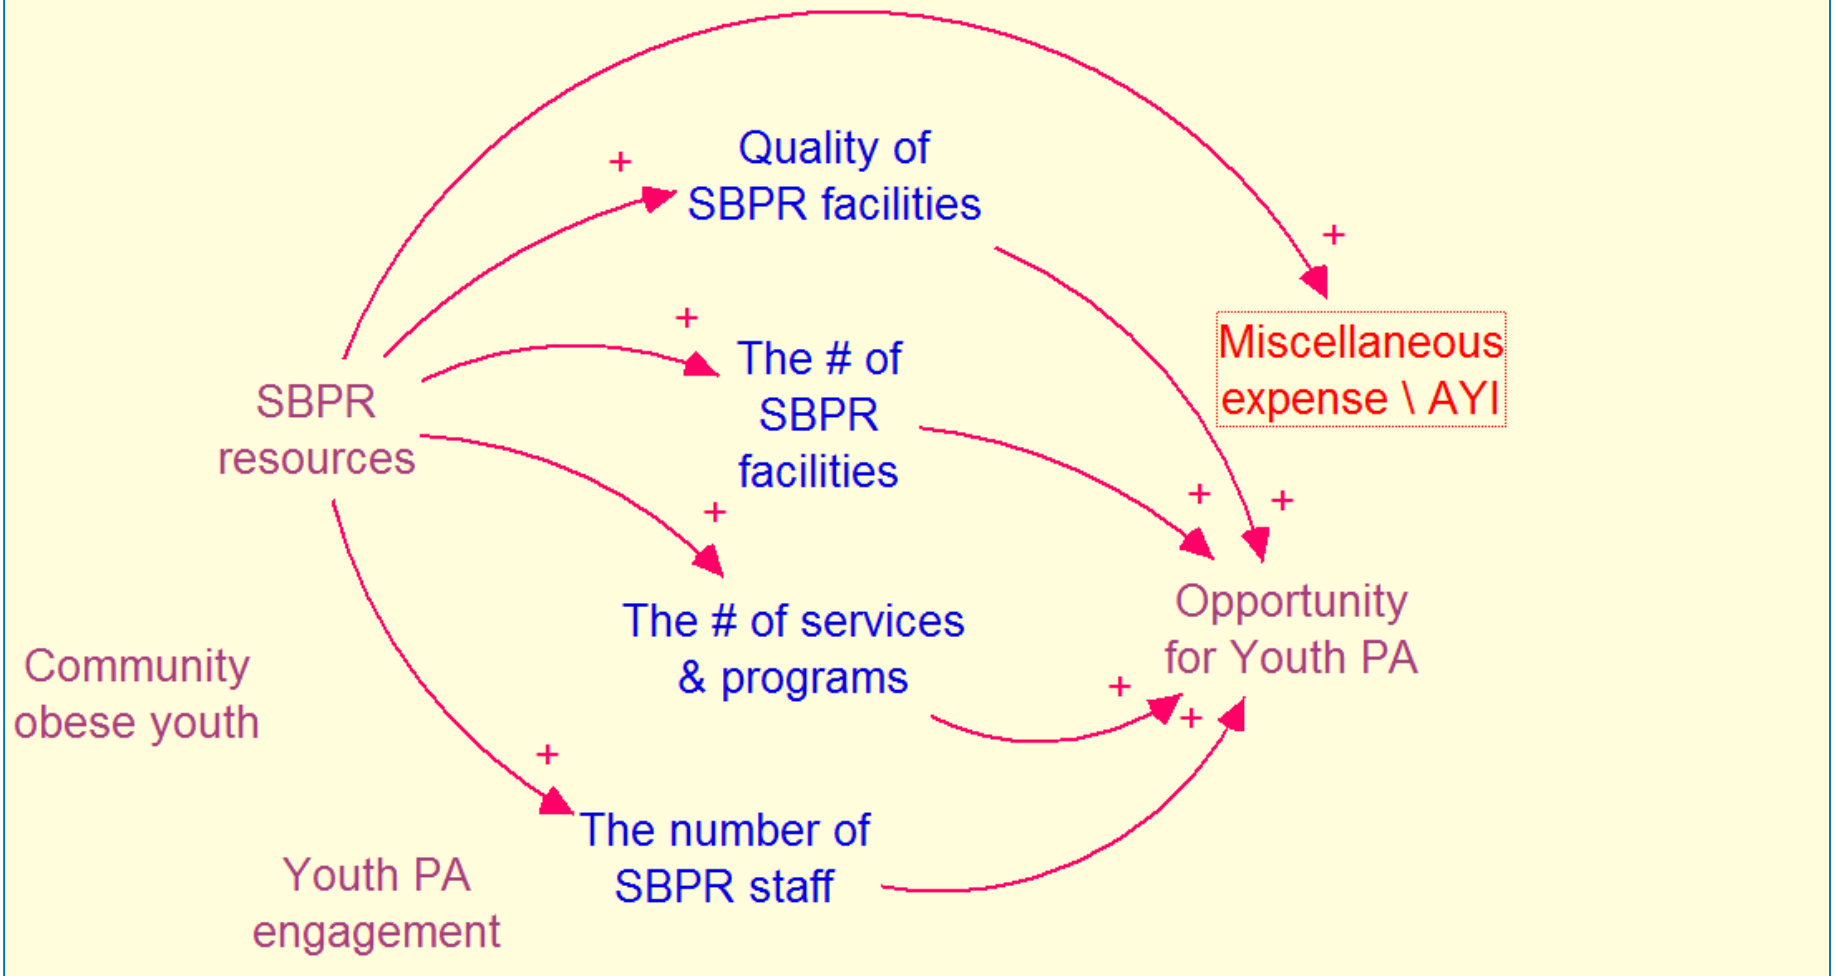 +
Quality of
SBPR facilities
+
+
The # of
SBPR
facilities
Miscellaneous
expense \ AYI
SBPR
resources
+
+
+
The # of services
& programs
Opportunity
for Youth PA
+
+
Community
obese youth
+
The number of
SBPR staff
Youth PA
engagement